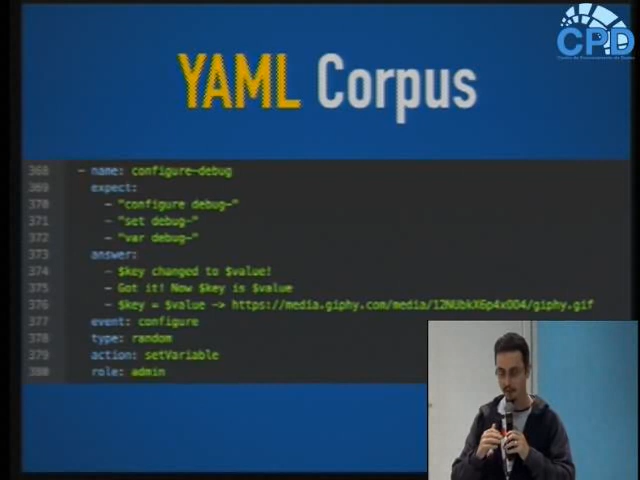 CPD
YAML Corpus
368 - name: configure-debug
369 expect:
370 - "configure debug-"
371 - "set debug-"
372 - "var debug-"
373 answer:
374 - $key changed to $value!
375 - Got it! Now $key is $value
376 - $key = $value -> https://media.giphy.com/media/12NUbkX6p4xOO4/giphy.gif
377 event: configure
378 type: random
379 action: setVariable
380 role: admin